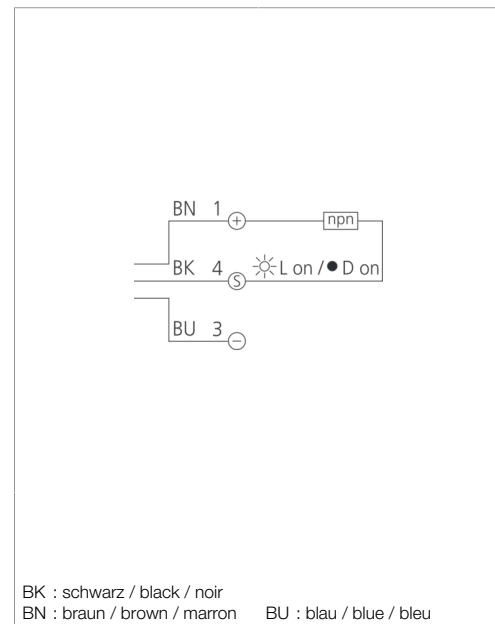 BN 1 + npn
BK 4 S L on / ● D on
BU 3 −
BK : schwarz / black / noir
BN : braun / brown / marron BU : blau / blue / bleu